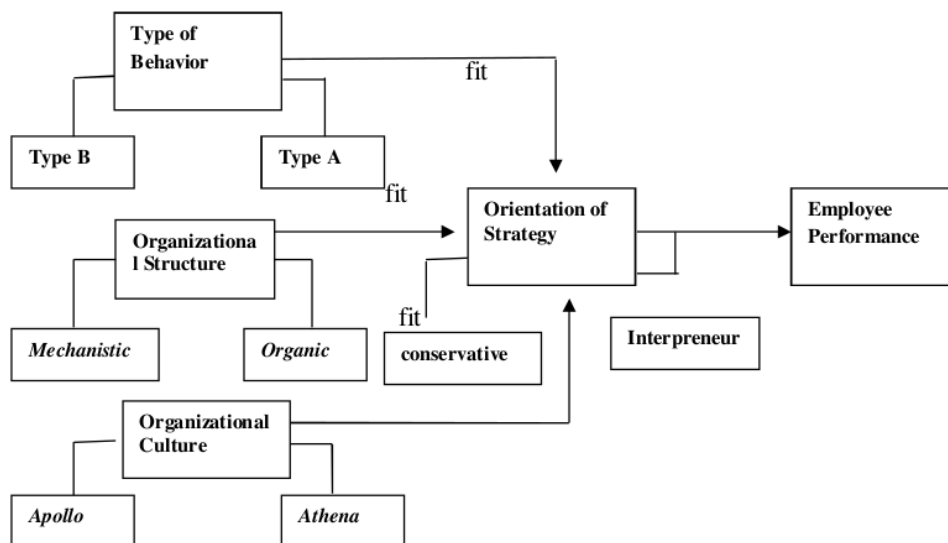 Type of
Behavior
fit
Type B
Type A
fit
Orientation of
Strategy
Employee
Performance
Organizationa
l Structure
fit
Mechanistic
Organic
conservative
Interpreneur
Organizational
Culture
Apollo
Athena